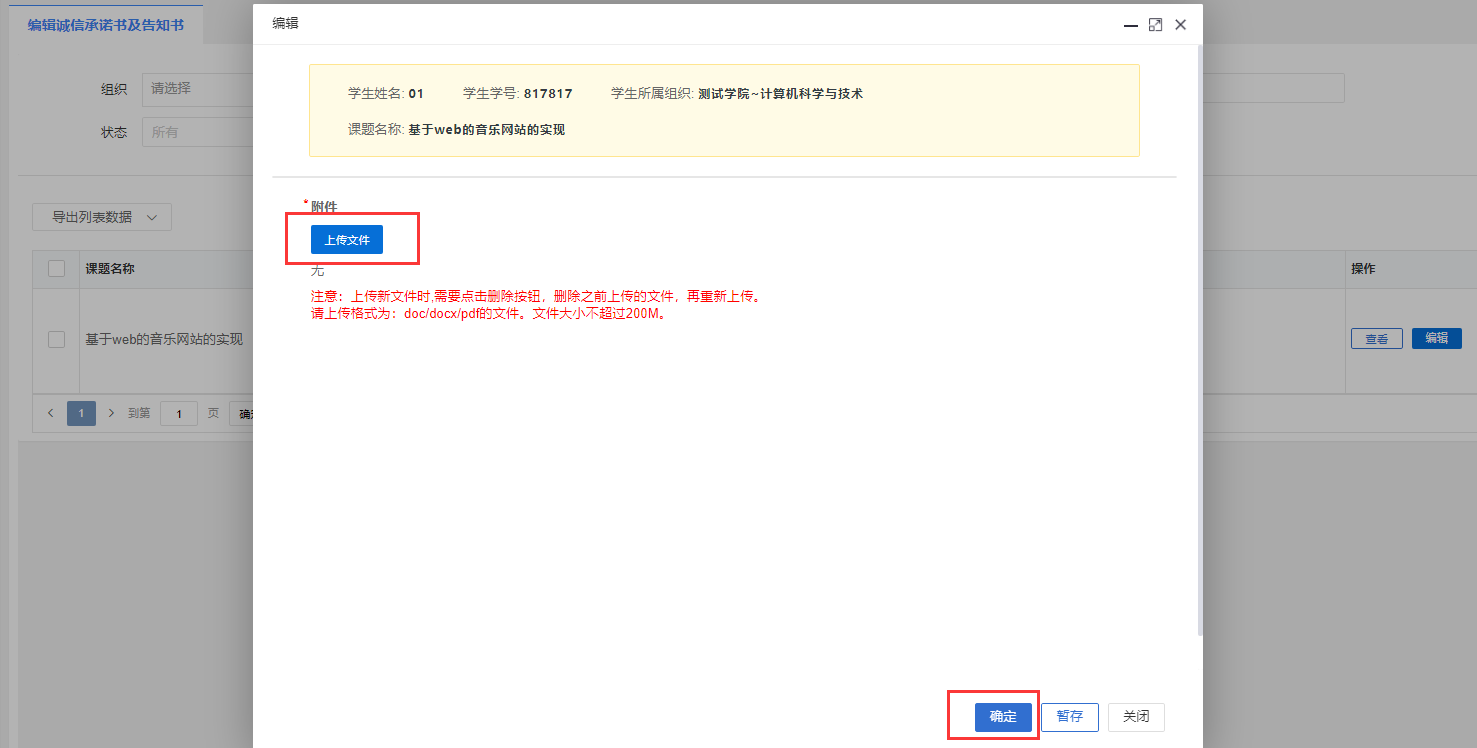 编辑诚信承诺书及告知书
组织 请选择
状态 所有
导出列表数据
课题名称
基于web的音乐网站的实现
1 到第 1 页
操作
查看 编辑
编辑
学生姓名: 01 学生学号: 817817 学生所属组织: 测试学院~计算机科学与技术
课题名称: 基于web的音乐网站的实现
*附件
上传文件
无
注意：上传新文件时,需要点击删除按钮，删除之前上传的文件，再重新上传。
请上传格式为：doc/docx/pdf的文件。文件大小不超过200M。
确定 暂存 关闭